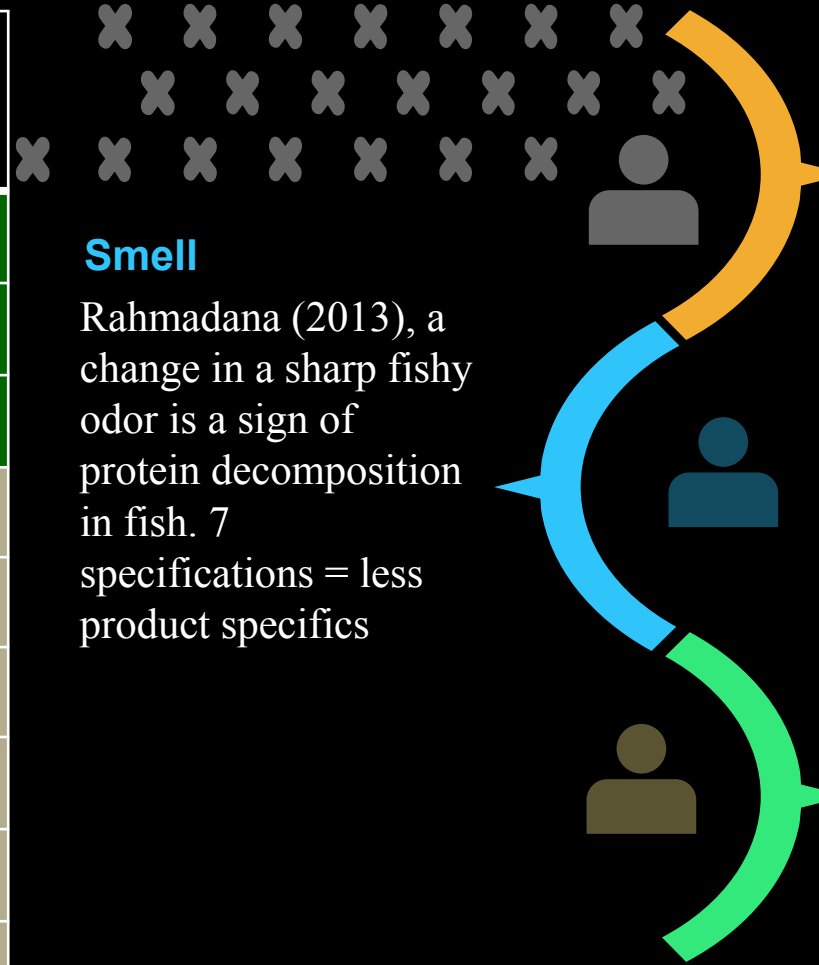 Smell
Rahmadana (2013), a
change in a sharp fishy
odor is a sign of
protein decomposition
in fish. 7
specifications = less
product specifics